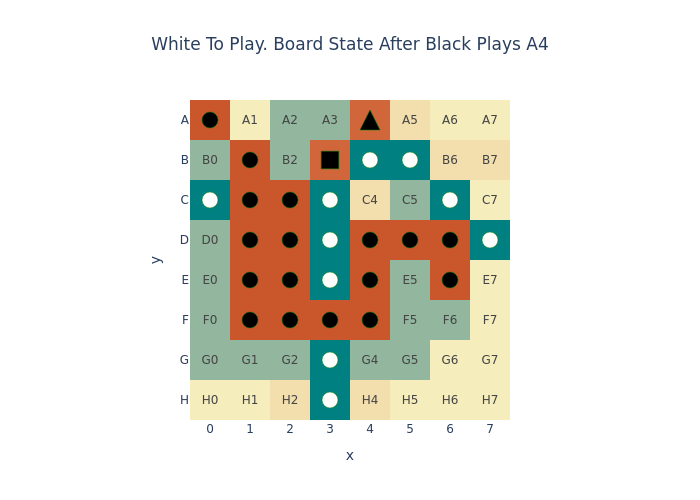 White To Play. Board State After Black Plays A4
A A1 A2 A3 A5 A6 A7
B B0 B2 B6 B7
C C4 C5 C7
D D0
E E0 E5 E7
F F0 F5 F6 F7
G G0 G1 G2 G4 G5 G6 G7
H H0 H1 H2 H4 H5 H6 H7
0 1 2 3 4 5 6 7
x
y